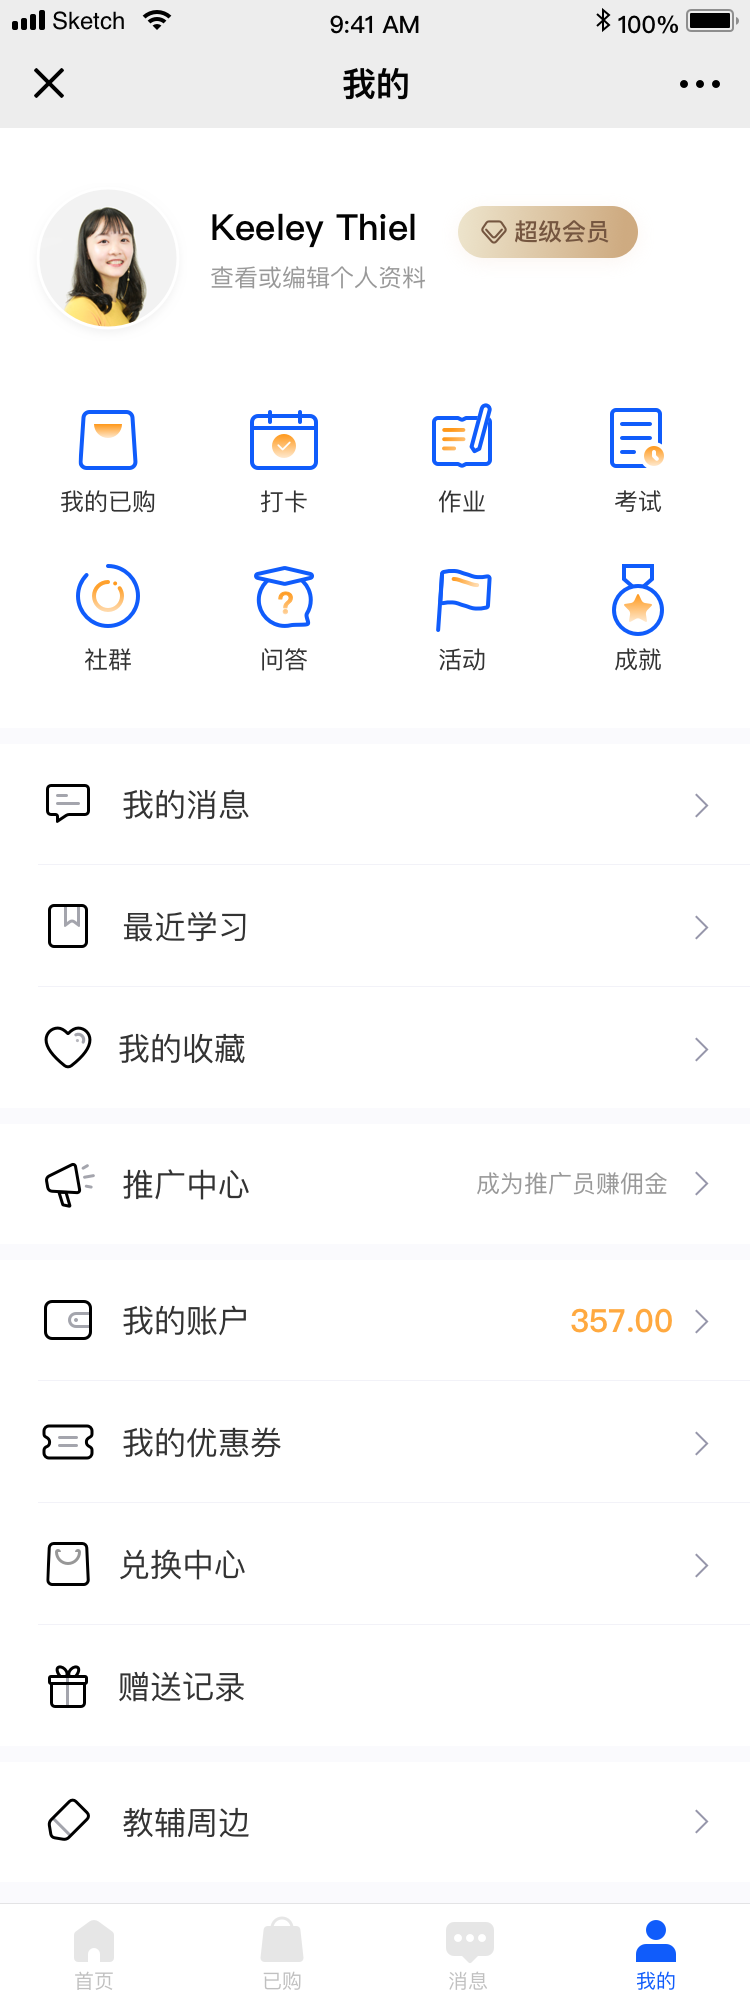 Sketch 9:41 AM 100%
我的
Keeley Thiel 超级会员
查看或编辑个人资料
我的已购 打卡 作业 考试
社群 问答 活动 成就
我的消息
最近学习
我的收藏
推广中心 成为推广员赚佣金
我的账户 357.00
我的优惠券
兑换中心
赠送记录
教辅周边
首页 已购 消息 我的